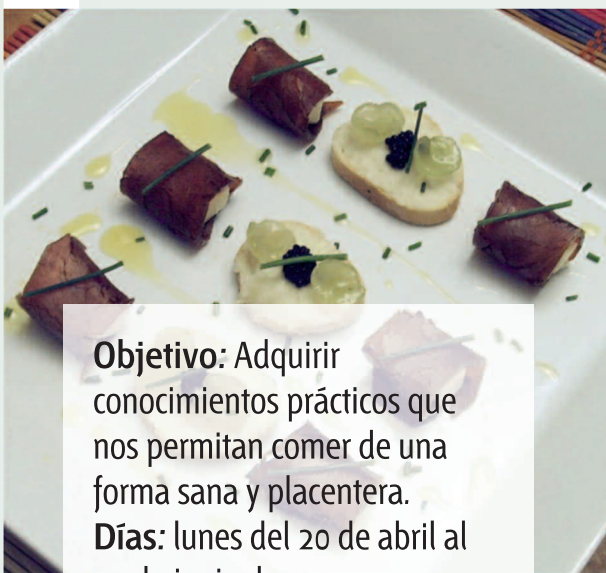 Objetivo: Adquirir
conocimientos prácticos que
nos permitan comer de una
forma sana y placentera.
Días: lunes del 20 de abril al